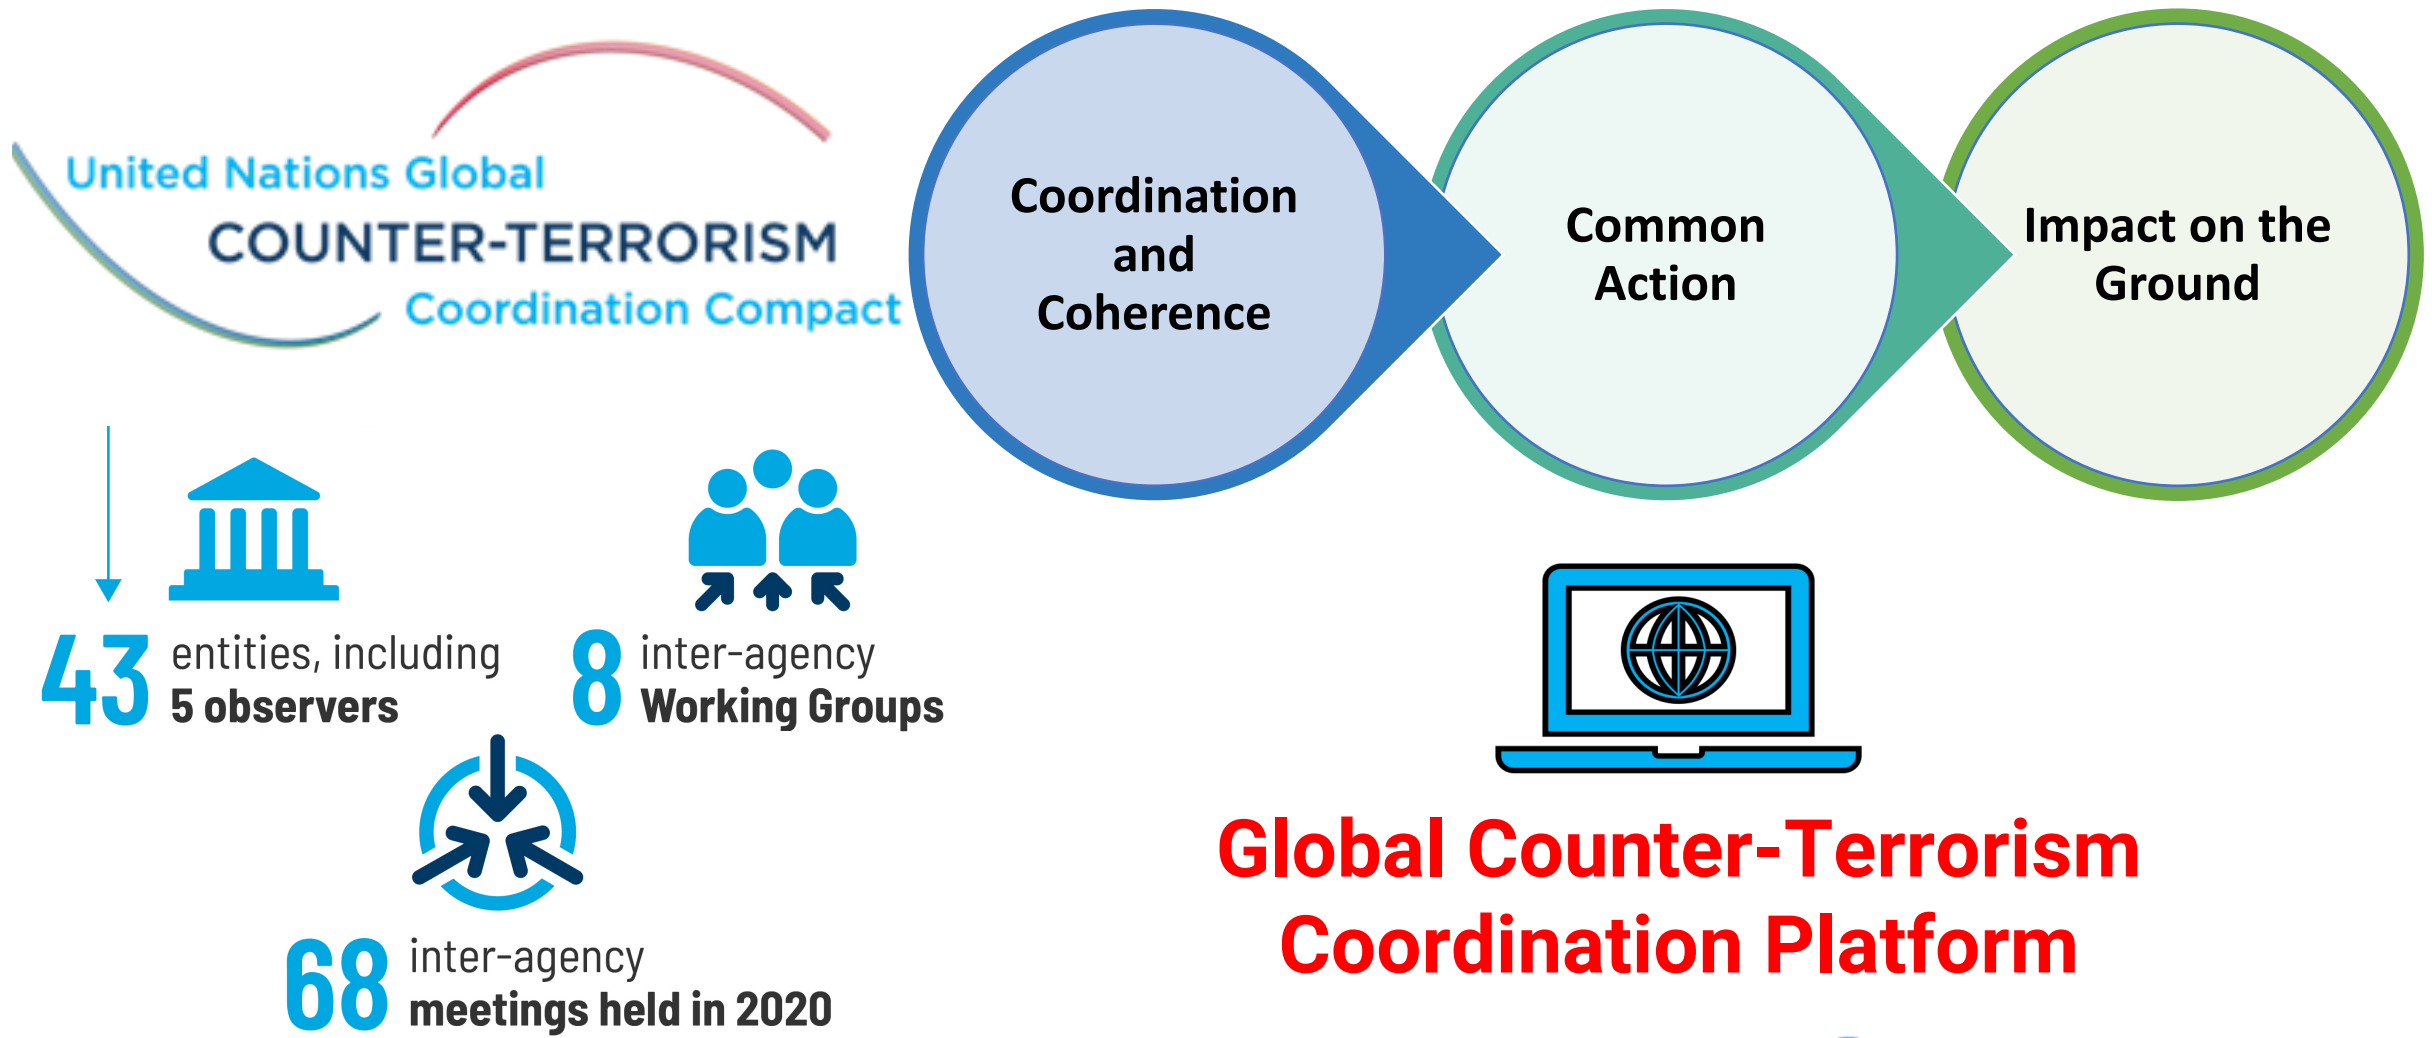 United Nations Global
COUNTER-TERRORISM
Coordination Compact
Coordination
and
Coherence
Common
Action
Impact on the
Ground
43 entities, including
5 observers
8 inter-agency
Working Groups
68 inter-agency
meetings held in 2020
Global Counter-Terrorism
Coordination Platform